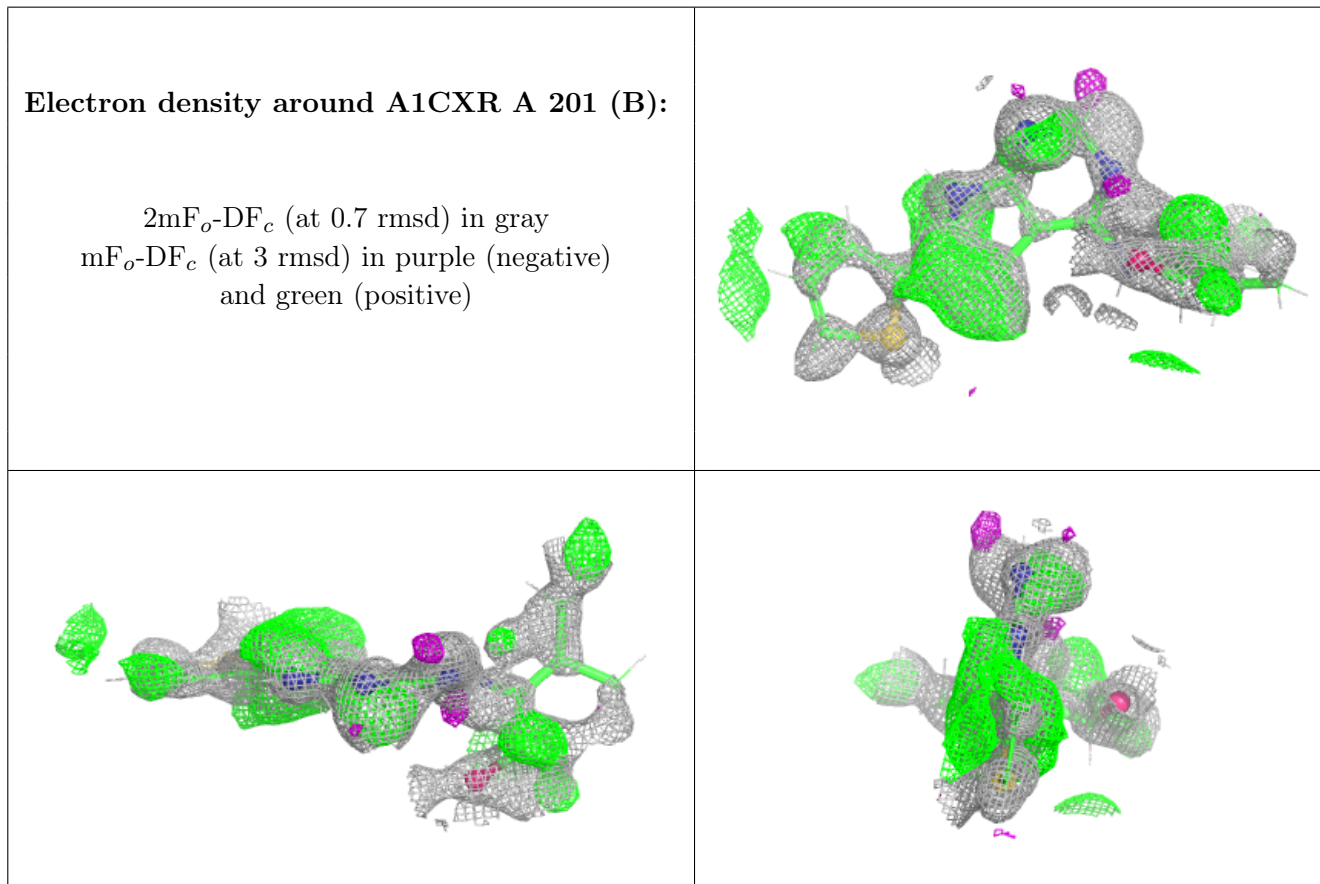 Electron density around A1CXR A 201 (B):
2mFₒ-DF𝑐 (at 0.7 rmsd) in gray
mFₒ-DF𝑐 (at 3 rmsd) in purple (negative)
and green (positive)